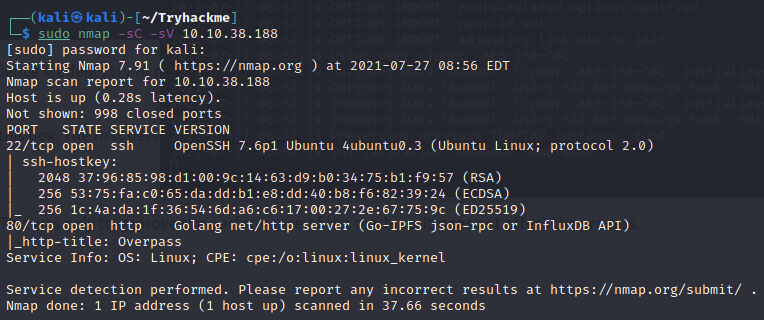 ┌──(kali㉿kali)-[~/Tryhackme]
└─$ sudo nmap -sC -sV 10.10.38.188
[sudo] password for kali:
Starting Nmap 7.91 ( https://nmap.org ) at 2021-07-27 08:56 EDT
Nmap scan report for 10.10.38.188
Host is up (0.28s latency).
Not shown: 998 closed ports
PORT   STATE SERVICE VERSION
22/tcp open  ssh     OpenSSH 7.6p1 Ubuntu 4ubuntu0.3 (Ubuntu Linux; protocol 2.0)
| ssh-hostkey:
|   2048 37:96:85:98:d1:00:9c:14:63:d9:b0:34:75:b1:f9:57 (RSA)
|   256 53:75:fa:c0:65:da:dd:b1:e8:dd:40:b8:f6:82:39:24 (ECDSA)
|_  256 1c:4a:da:1f:36:54:6d:a6:c6:17:00:27:2e:67:75:9c (ED25519)
80/tcp open  http    Golang net/http server (Go-IPFS json-rpc or InfluxDB API)
|_http-title: Overpass
Service Info: OS: Linux; CPE: cpe:/o:linux:linux_kernel
Service detection performed. Please report any incorrect results at https://nmap.org/submit/ .
Nmap done: 1 IP address (1 host up) scanned in 37.66 seconds